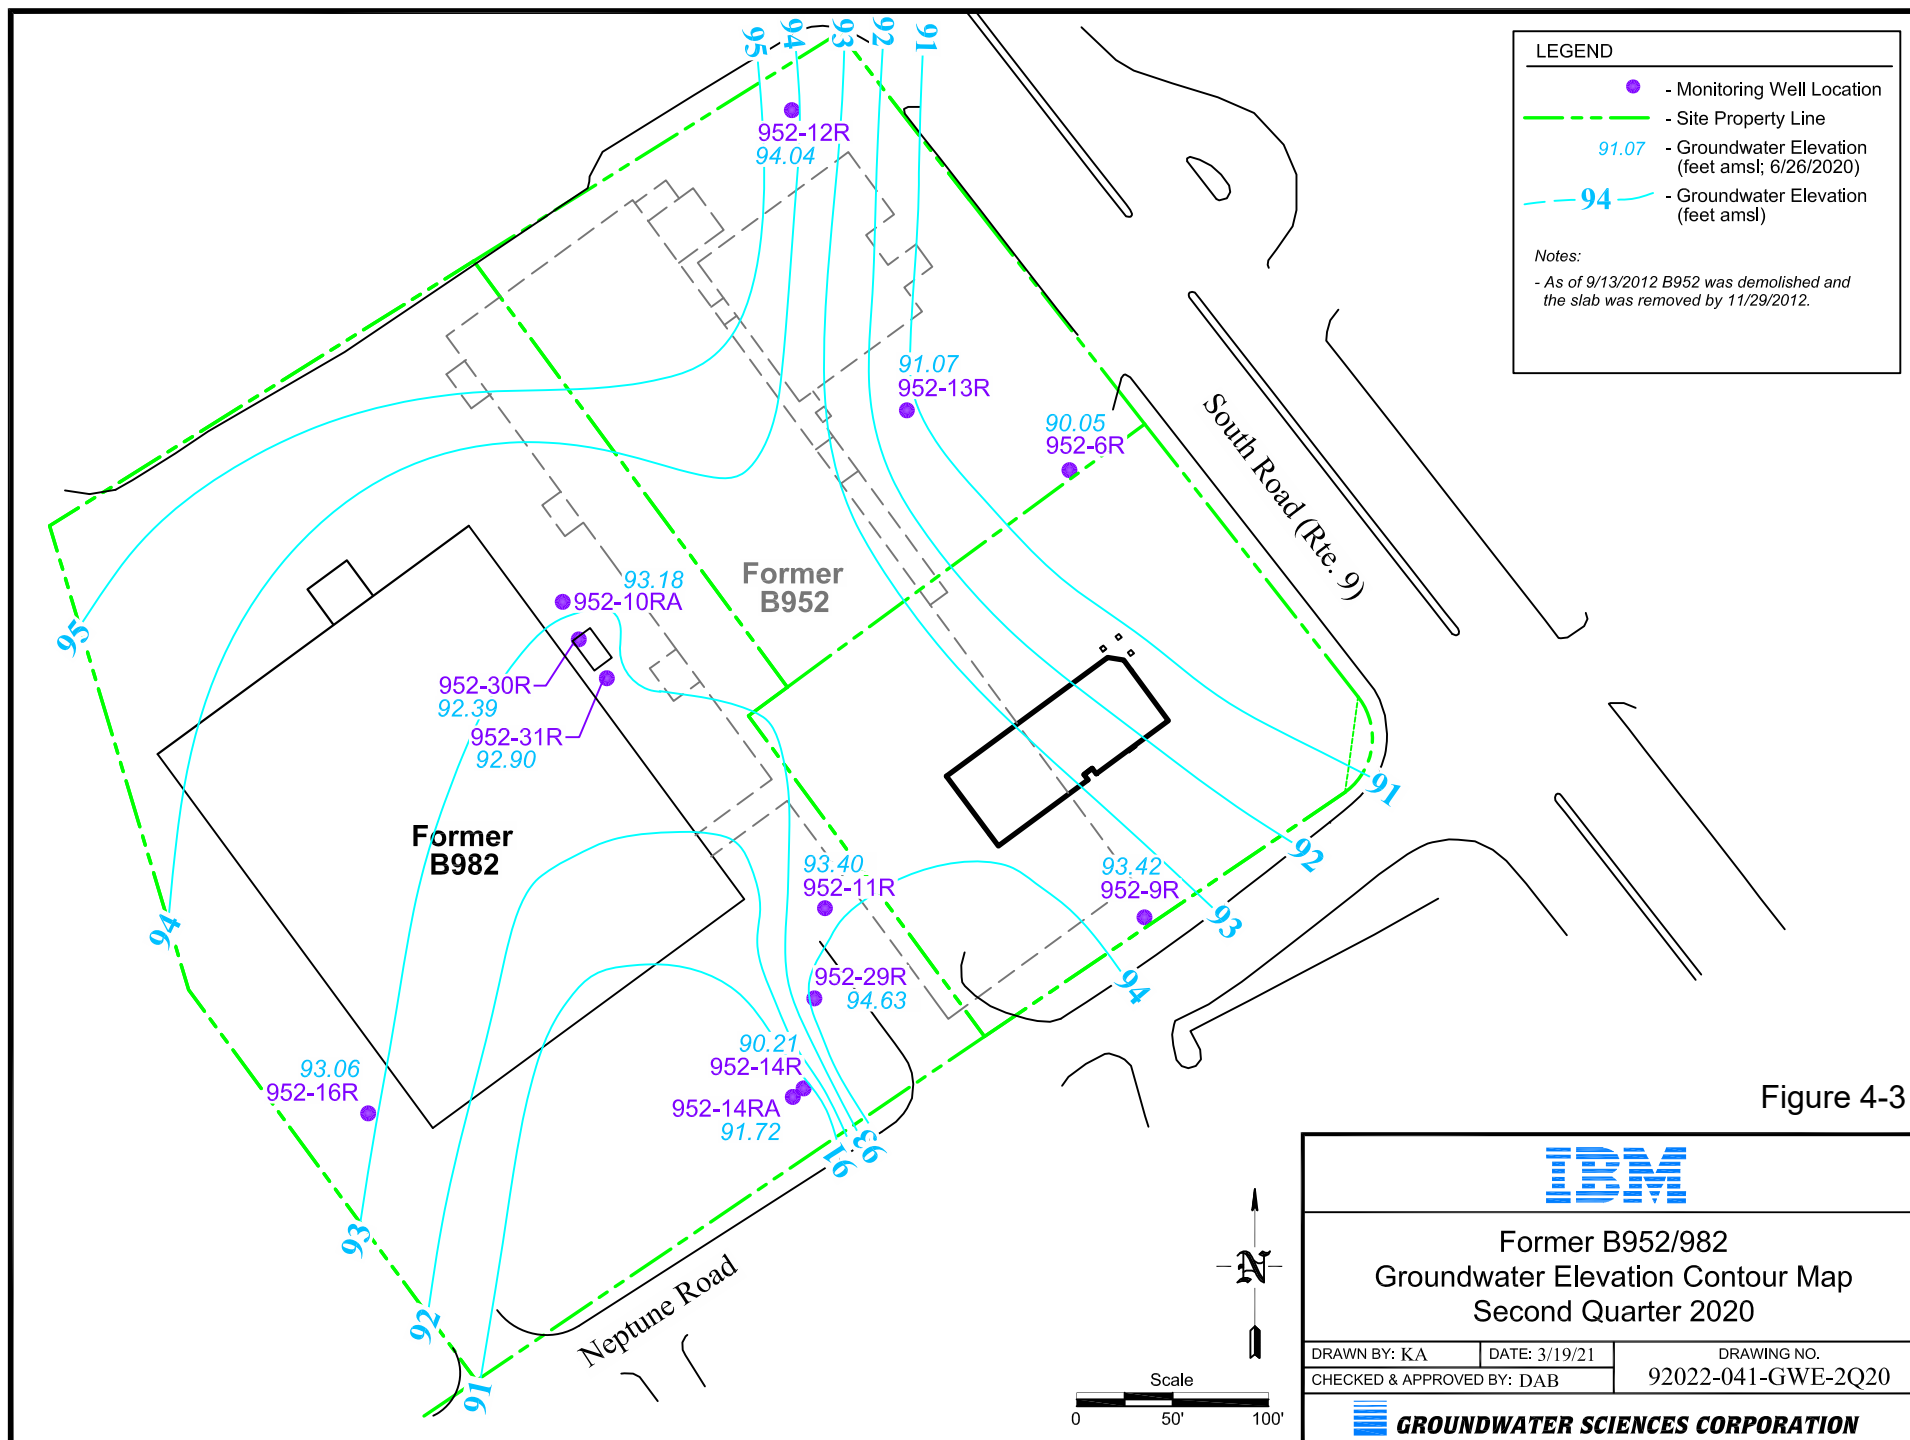 95
94
93
92
91
LEGEND
- Monitoring Well Location
- Site Property Line
91.07 - Groundwater Elevation
(feet amsl; 6/26/2020)
94 - Groundwater Elevation
(feet amsl)
Notes:
- As of 9/13/2012 B952 was demolished and
the slab was removed by 11/29/2012.
952-12R
94.04
91.07
952-13R
90.05
952-6R
South Road (Rte. 9)
Former
B952
93.18
952-10RA
95
952-30R
92.39
952-31R
92.90
Former
B982
93.40
952-11R
93.42
952-9R
91
92
93
94
94
952-29R
94.63
90.21
952-14R
952-14RA
91.72
93.06
952-16R
91
93
93
92
91
Neptune Road
N
Scale
0 50' 100'
Figure 4-3
IBM
Former B952/982
Groundwater Elevation Contour Map
Second Quarter 2020
DRAWN BY: KA
DATE: 3/19/21
DRAWING NO.
92022-041-GWE-2Q20
CHECKED & APPROVED BY: DAB
GROUNDWATER SCIENCES CORPORATION